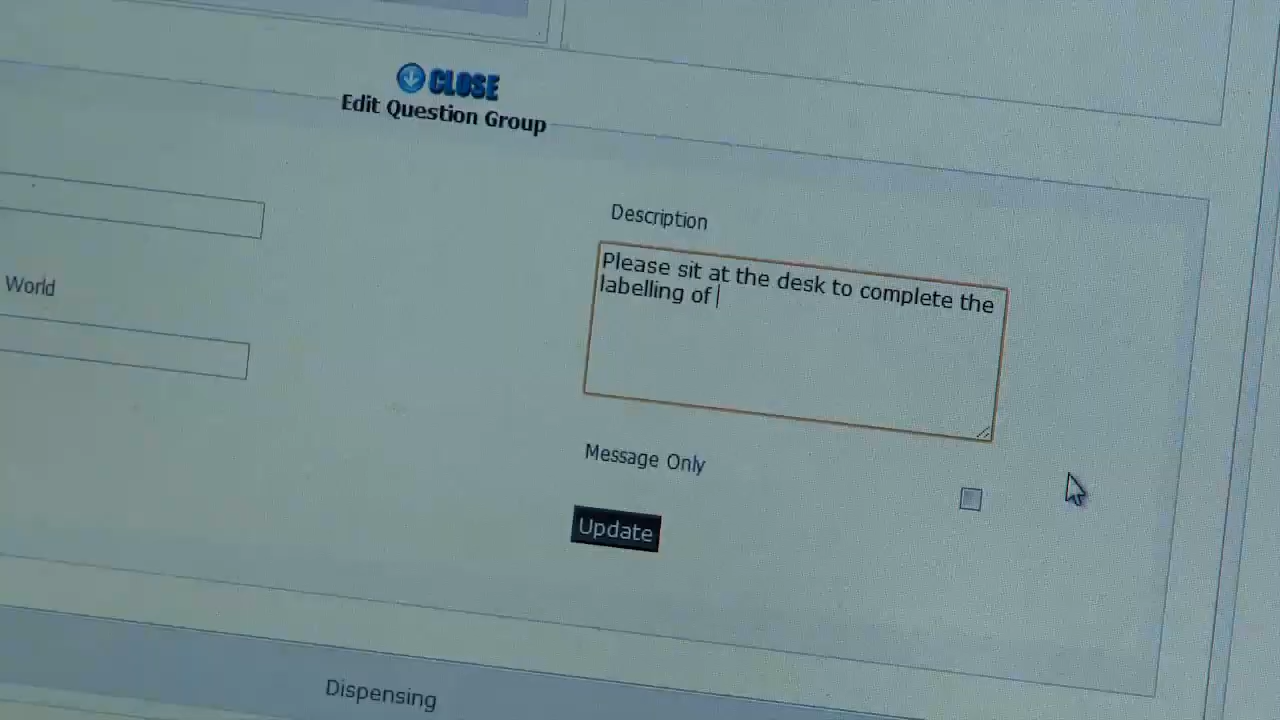 CLOSE
Edit Question Group
Description
Please sit at the desk to complete the
labelling of
World
Message Only
Update
Dispensing